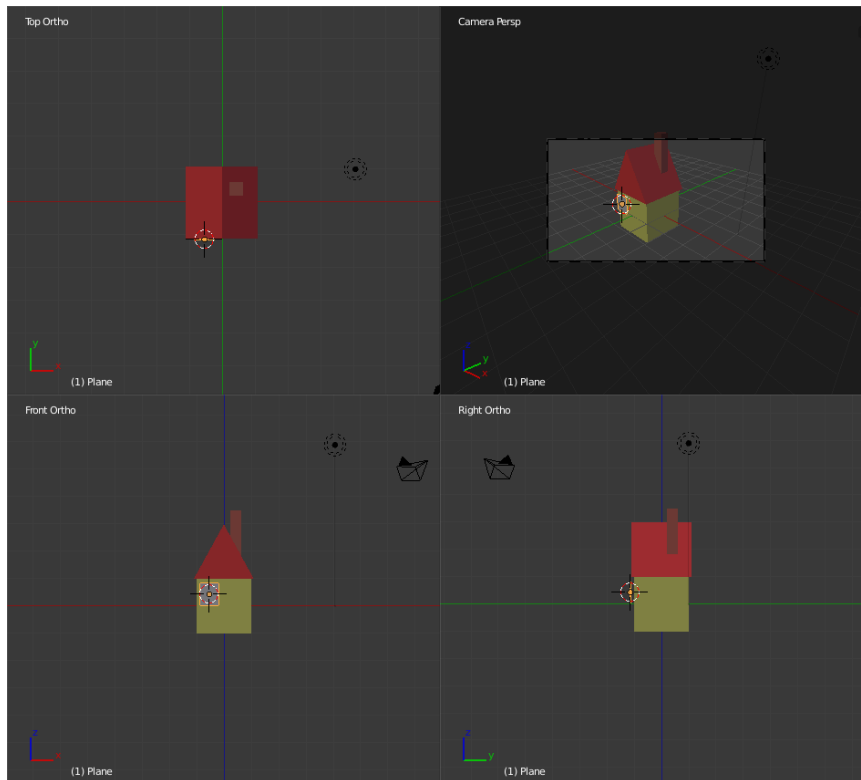 Top Ortho
y
x
(1) Plane
Camera Persp
z
y
x
(1) Plane
Front Ortho
z
x
(1) Plane
Right Ortho
z
y
(1) Plane